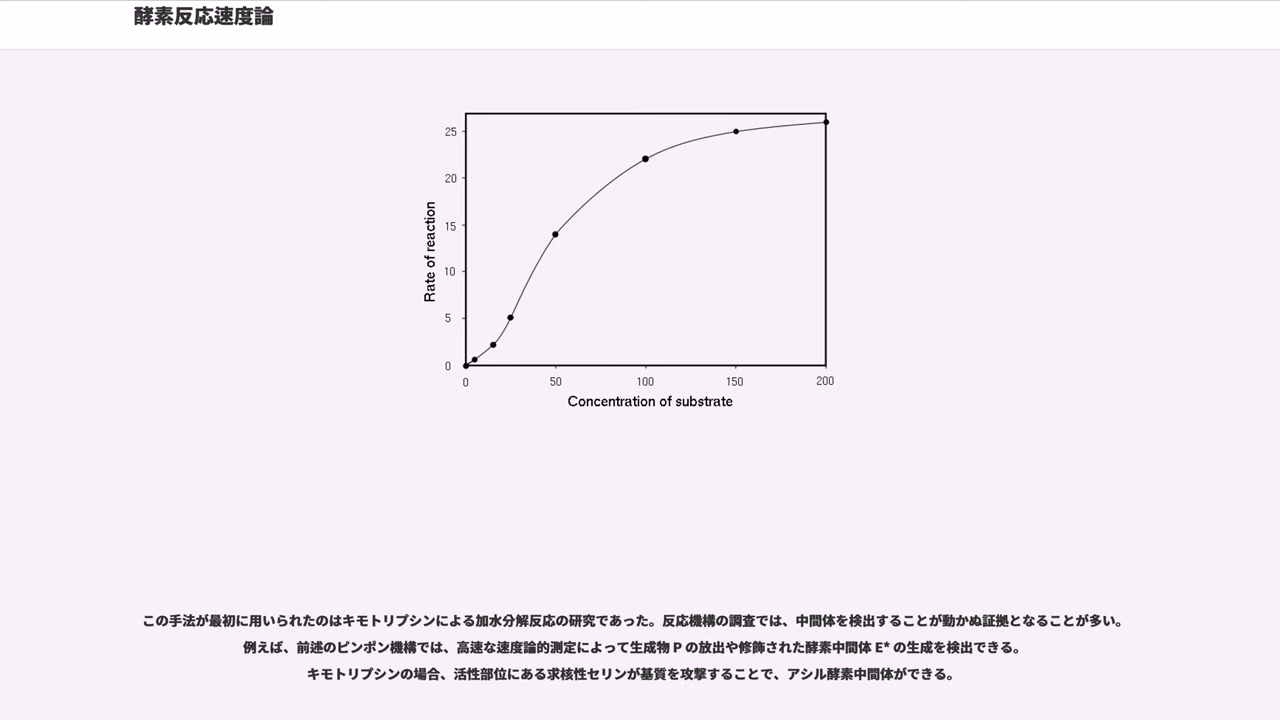 酵素反応速度論
25
20
15
10
5
0
Rate of reaction
0 50 100 150 200
Concentration of substrate
この手法が最初に用いられたのはキモトリプシンによる加水分解反応の研究であった。反応機構の調査では、中間体を検出することが動かぬ証拠となることが多い。
例えば、前述のピンポン機構では、高速な速度論的測定によって生成物 P の放出や修飾された酵素中間体 E* の生成を検出できる。
キモトリプシンの場合、活性部位にある求核性セリンが基質を攻撃することで、アシル酵素中間体ができる。